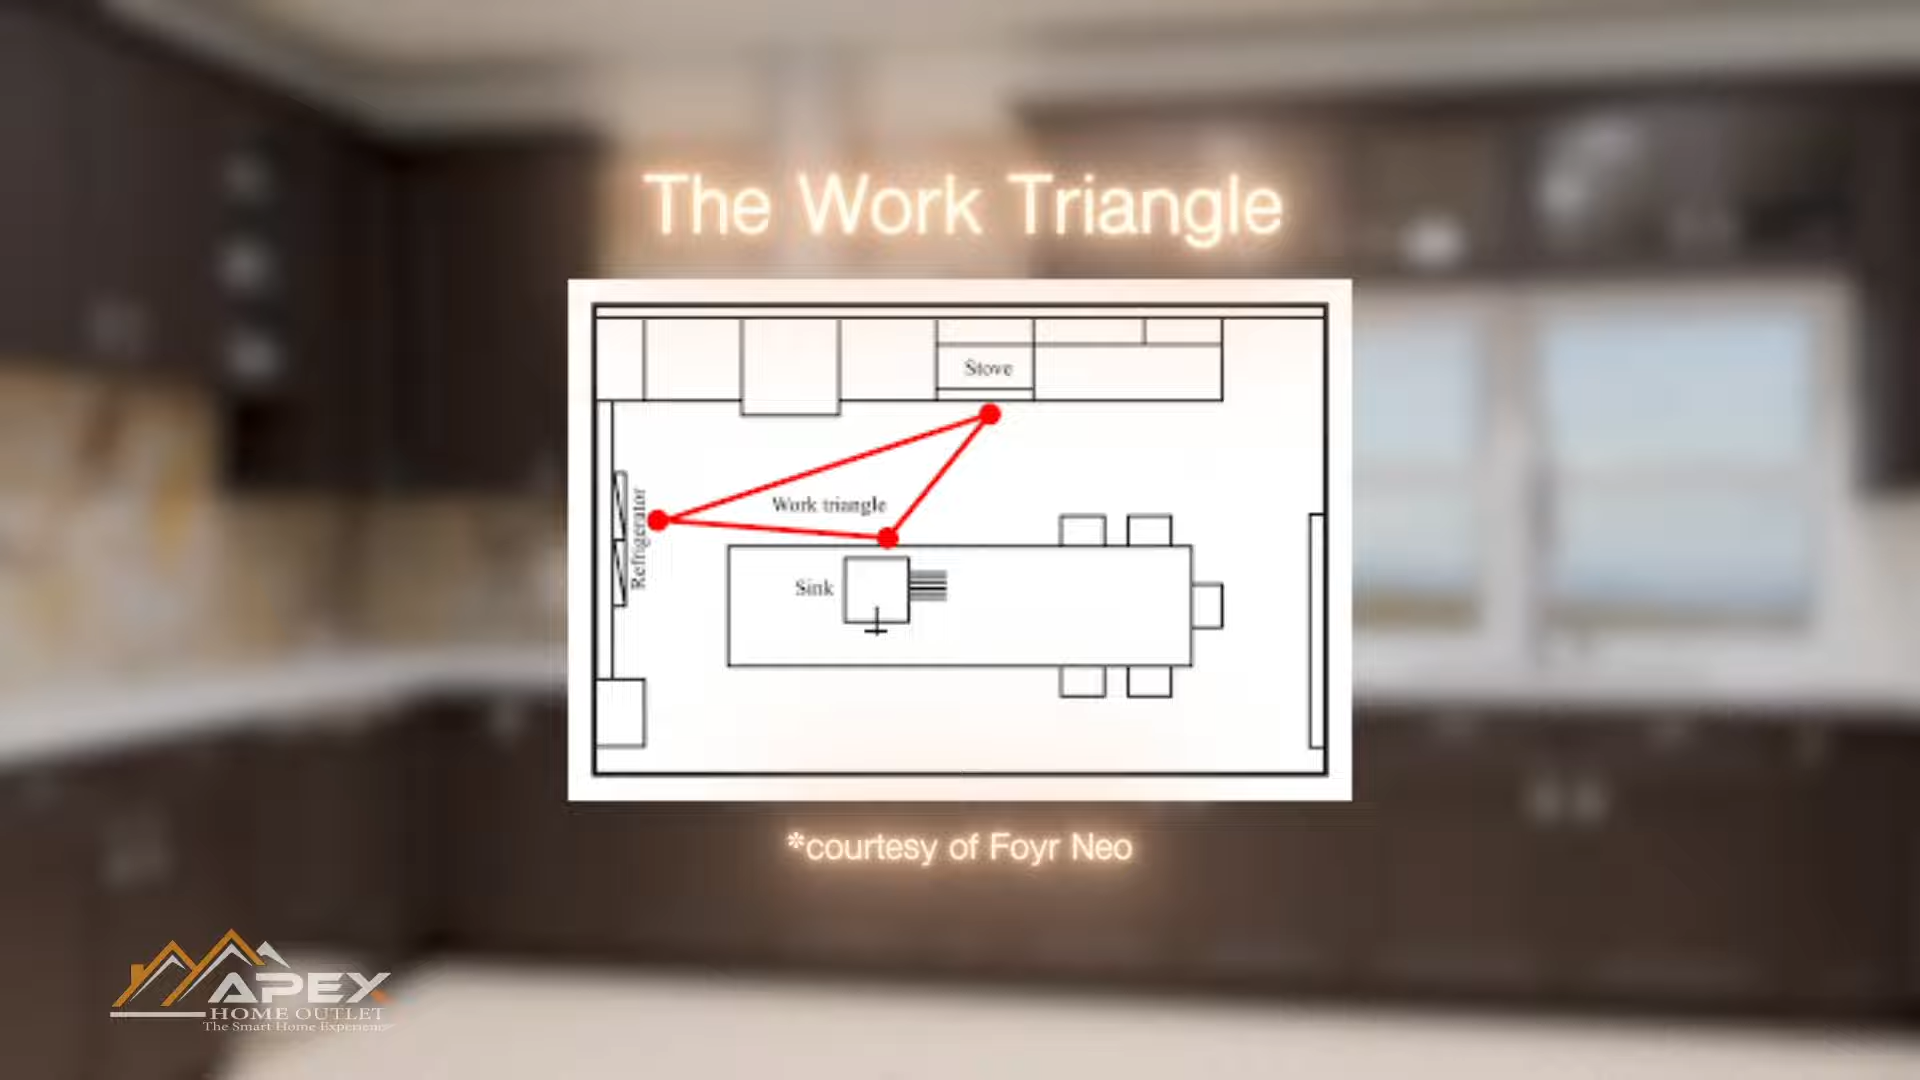 The Work Triangle
Stove
Work triangle
Refrigerator
Sink
*courtesy of Foyr Neo
APEX
HOME OUTLET
The Smart Home Experience